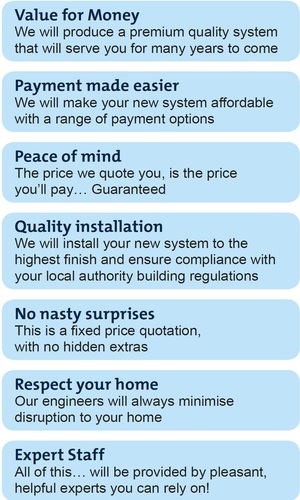 Value for Money
We will produce a premium quality system
that will serve you for many years to come
Payment made easier
We will make your new system affordable
with a range of payment options
Peace of mind
The price we quote you, is the price
you'll pay... Guaranteed
Quality installation
We will install your new system to the
highest finish and ensure compliance with
your local authority building regulations
No nasty surprises
This is a fixed price quotation,
with no hidden extras
Respect your home
Our engineers will always minimise
disruption to your home
Expert Staff
All of this... will be provided by pleasant,
helpful experts you can rely on!